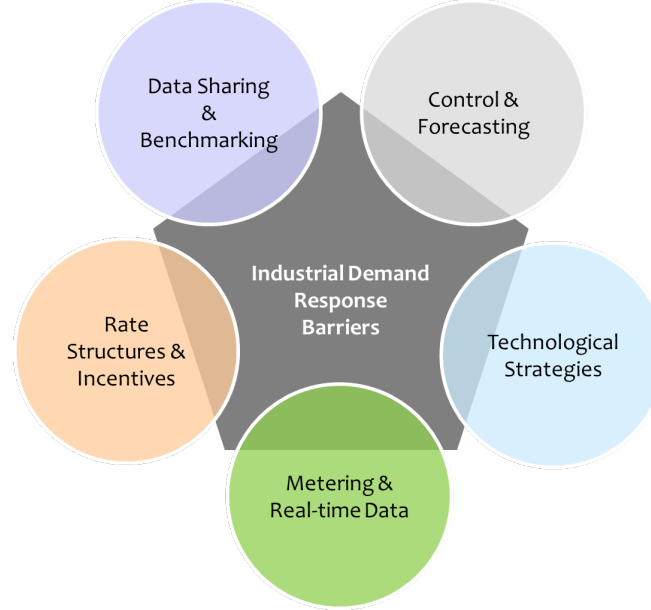 Data Sharing
&
Benchmarking
Control &
Forecasting
Industrial Demand
Response
Barriers
Rate
Structures &
Incentives
Technological
Strategies
Metering &
Real-time Data